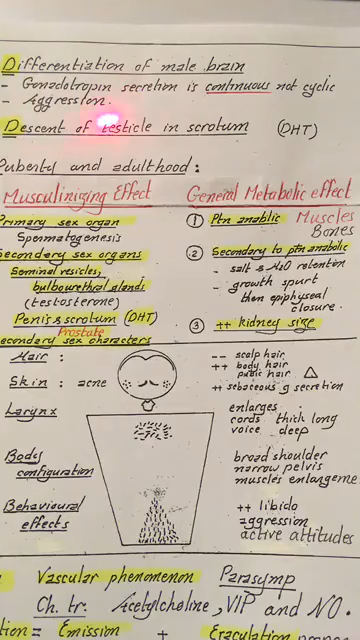 Differentiation of male brain
- Gonadotropin secretion is continuous not cyclic
- Aggression.
Descent of testicle in scrotum (DHT)
Puberty and adulthood:
Musculinizing Effect
Primary sex organ
Spermatogenesis
Secondary sex organs
Seminal vesicles,
bulbourethral glands
(testosterone)
Penis & scrotum (DHT)
Prostate
Secondary sex characters
General Metabolic effect
① Ptn anablic Muscles
Bones
② Secondary to ptn anabolic
- salt & H2O retention
- growth spurt
then epiphyseal
closure.
③ ++ kidney size
Hair: -- scalp hair
++ body hair
pubic hair △
Skin: acne ++ sebaceous g secretion
Larynx enlarges
cords thick long
voice deep
Body
configuration
broad shoulder
narrow pelvis
muscles enlargeme
Behavioural
effects
++ libido
aggression
active attitudes
Vascular phenomenon Parasymp
Ch. tr. Acetylcholine, VIP and NO.
= Emission + Ejaculation